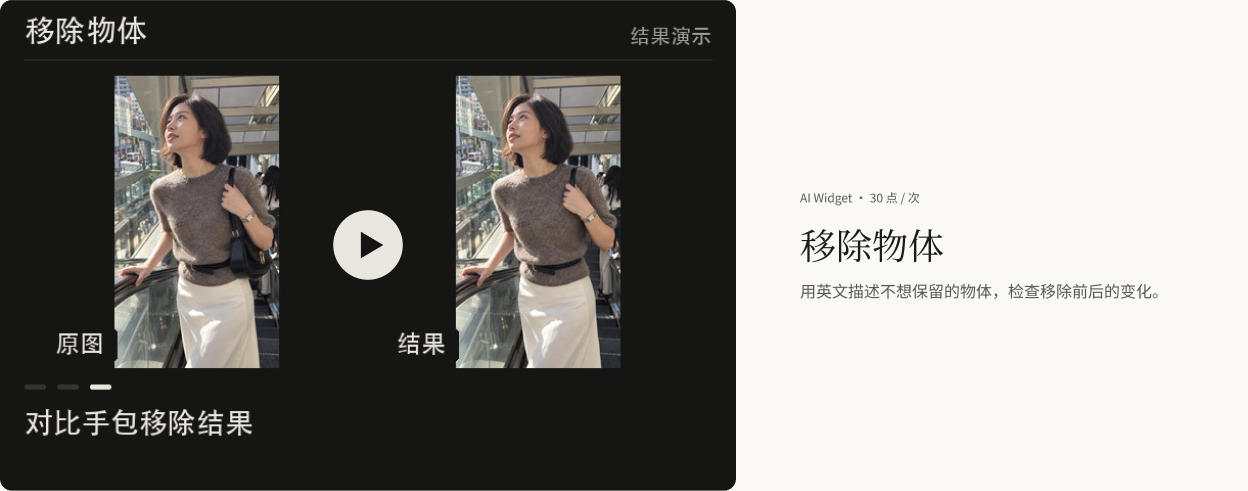 移除物体
结果演示
原图
结果
对比手包移除结果
AI Widget · 30 点 / 次
移除物体
用英文描述不想保留的物体，检查移除前后的变化。